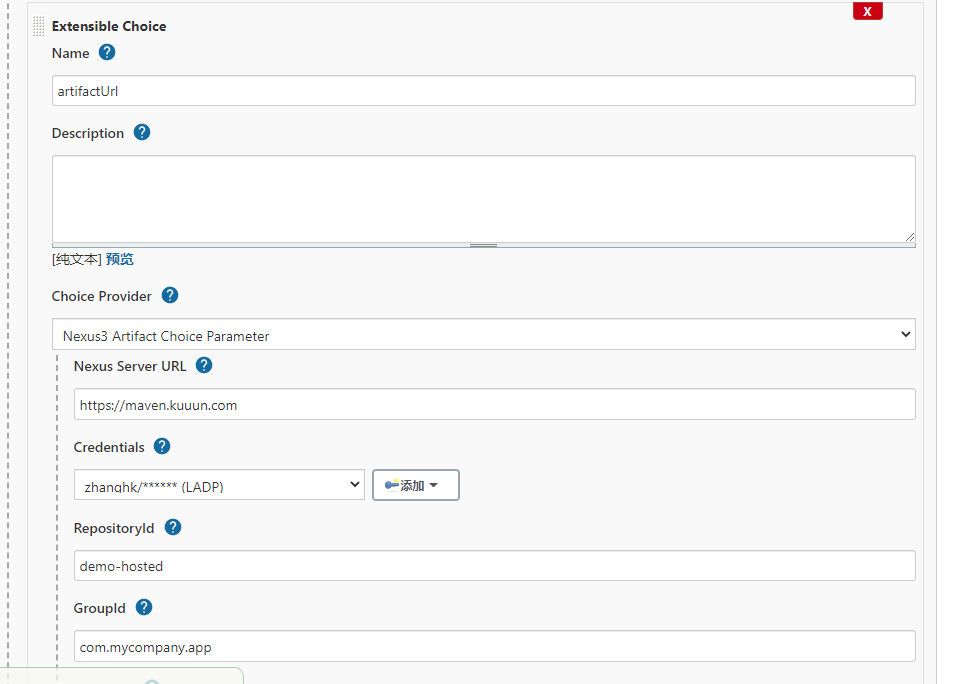 Extensible Choice
X
Name ?
artifactUrl
Description ?
[纯文本] 预览
Choice Provider ?
Nexus3 Artifact Choice Parameter
Nexus Server URL ?
https://maven.kuuun.com
Credentials ?
zhanghk/****** (LADP)
添加
RepositoryId ?
demo-hosted
GroupId ?
com.mycompany.app